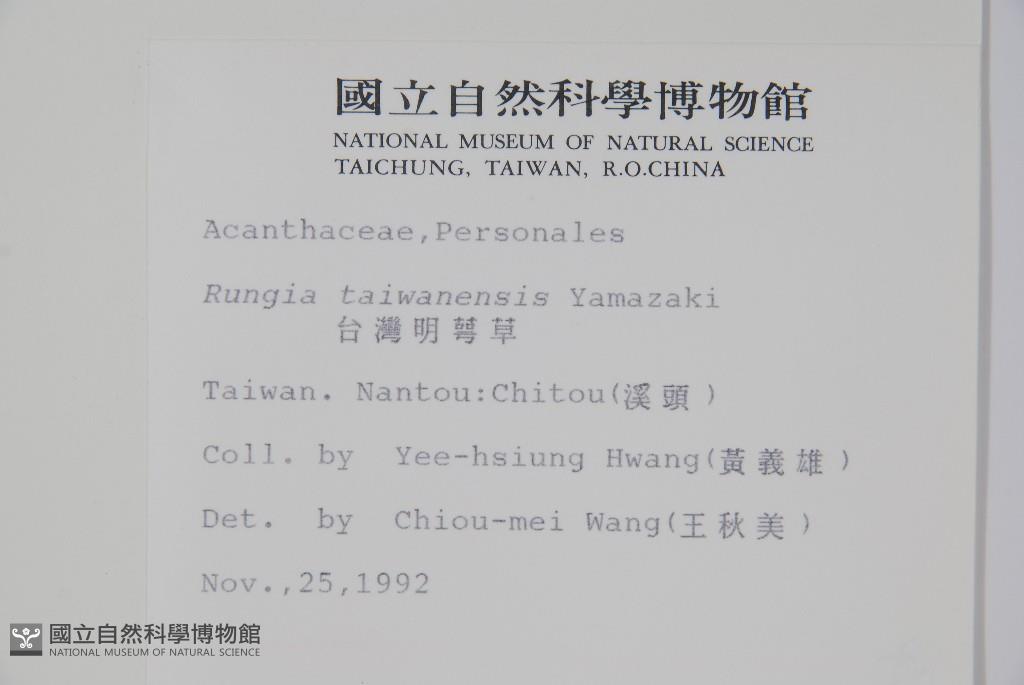 國立自然科學博物館
NATIONAL MUSEUM OF NATURAL SCIENCE
TAICHUNG, TAIWAN, R.O.CHINA
Acanthaceae,Personales
Rungia taiwanensis Yamazaki
台灣明萼草
Taiwan. Nantou:Chitou(溪頭)
Coll. by Yee-hsiung Hwang(黃義雄)
Det. by Chiou-mei Wang(王秋美)
Nov.,25,1992
國立自然科學博物館
NATIONAL MUSEUM OF NATURAL SCIENCE